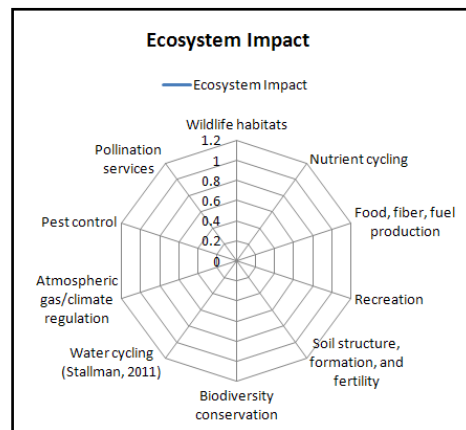 Ecosystem Impact
Ecosystem Impact
Wildlife habitats
Nutrient cycling
Food, fiber, fuel
production
Recreation
Soil structure,
formation, and
fertility
Biodiversity
conservation
Water cycling
(Stallman, 2011)
Atmospheric
gas/climate
regulation
Pest control
Pollination
services
1.2
1
0.8
0.6
0.4
0.2
0